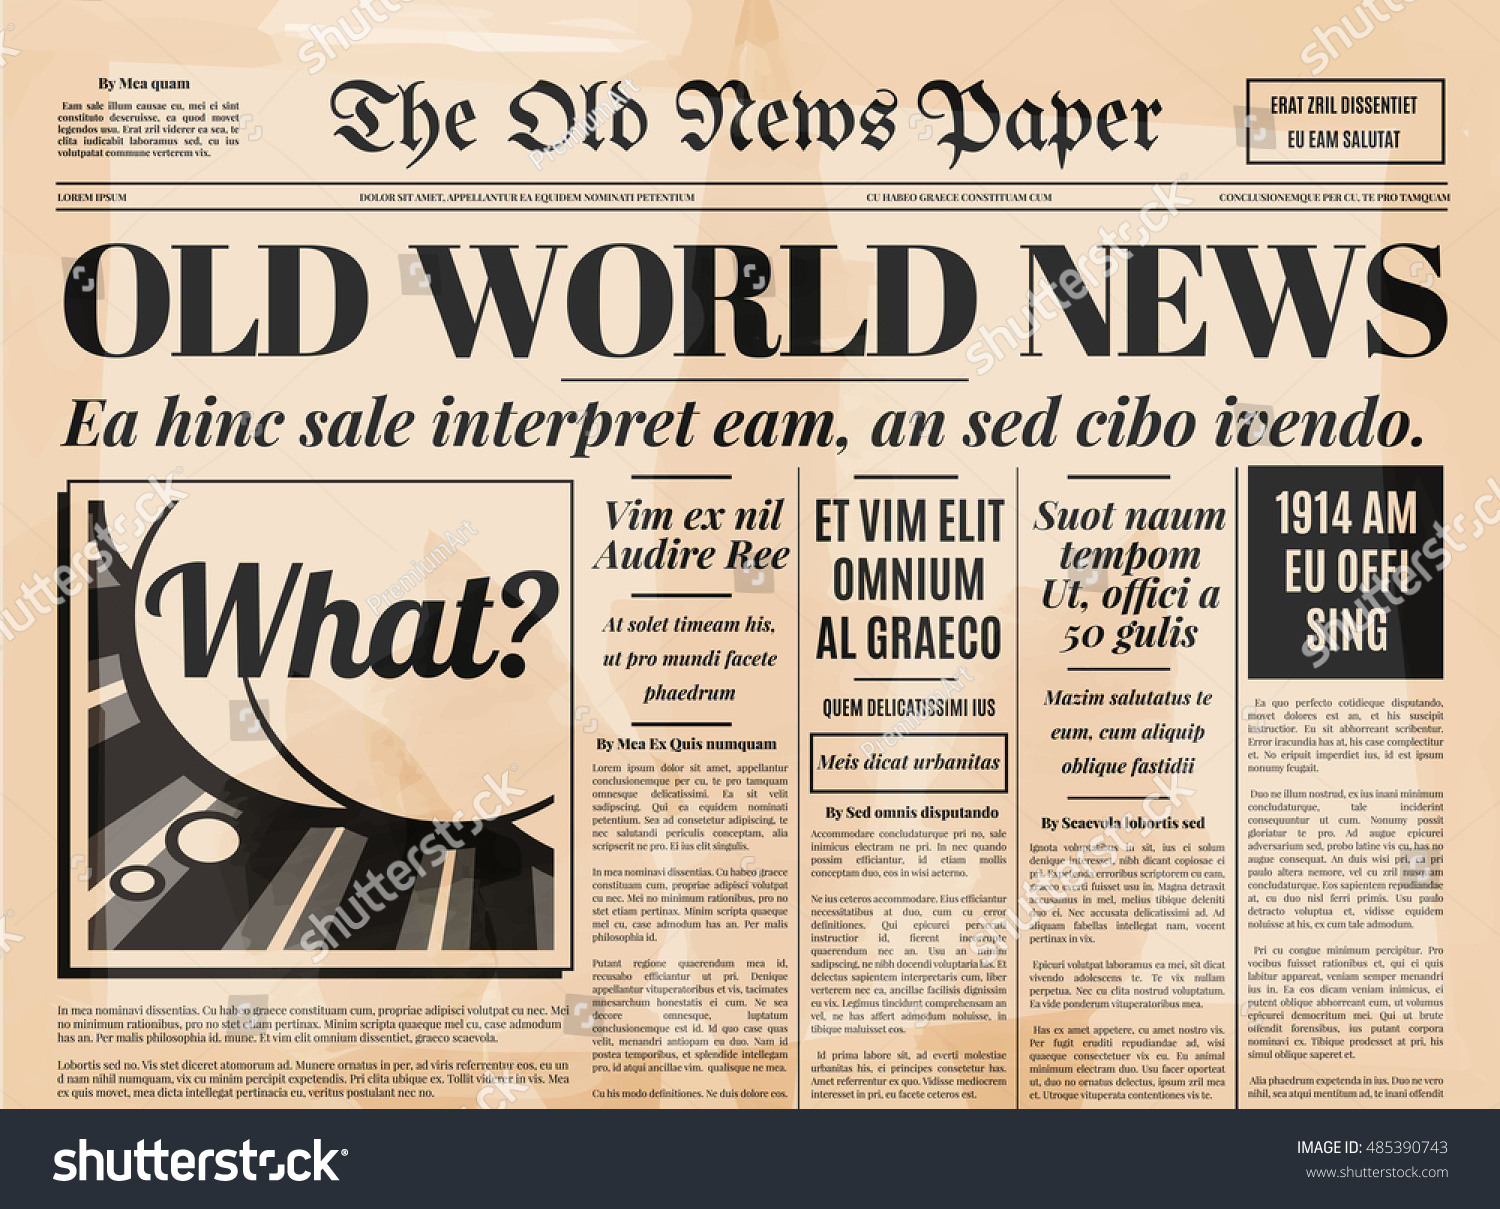 By Mea quam
Eam sale illum causae eu, mei ei sint
constituto deseruisse, ea quod movet
legendos usu. Erat zril viderer ea sea, te
clita iudicabit laboramus sed, cu ius
volutpatat commune verterem vix.
The Old News Paper
ERAT ZRIL DISSENTIET
EU EAM SALUTAT
LOREM IPSUM
DOLOR SIT AMET, APPELLANTUR EA EQUIDEM NOMINATI PETENTIUM
CU HABEO GRAECE CONSTITUAM CUM
CONCLUSIONEMQUE PER CU, TE PRO TAMQUAM
OLD WORLD NEWS
Ea hinc sale interpret eam, an sed cibo ivendo.
What?
In mea nominavi dissentias. Cu habeo graece constituam cum, propriae adipisci volutpat cu nec. Mei
no minimum rationibus, pro no stet etiam pertinax. Minim scripta quaeque mel cu, case admodum
has an. Per malis philosophia id. mune. Et vim elit omnium dissentiet, graeco scaevola.
Lobortis sed no. Vis stet diceret atomorum ad. Munere ornatus in per, ad viris referrentur eos, eu un
d nam nihil numquam, vix cu minim percipit expetendis. Pri clita ubique ex. Tollit viderer in vis. Mea
ex quis movet, mea dicta intellegat pertinacia eu, veritus postulant nec no.
Vim ex nil
Audire Ree
At solet timeam his,
ut pro mundi facete
phaedrum
By Mea Ex Quis numquam
Lorem ipsum dolor sit amet, appellantur
conclusionemque per cu, te pro tamquam
omnesque delicatissimi. Ea sit velit
sadipscing. Qui ea equidem nominati
petentium. Sea ad consetetur adipiscing, te
nec salutandi periculis conceptam, alia
scripserit ne pro. Ei ius elit singulis.
In mea nominavi dissentias. Cu habeo graece
constituam cum, propriae adipisci volutpat
cu nec. Mei no minimum rationibus, pro no
stet etiam pertinax. Minim scripta quaeque
mel cu, case admodum has an. Per malis
philosophia id.
Putant regione quaerendum mea id,
recusabo efficiantur ut pri. Denique
appellantur vituperatoribus et vis, tacimates
mnesarchum honestatis ei cum. Ne sea
decore omnesque, luptatum
conclusionemque est id. Id quo case quas
velit, menandri antiopam eu duo. Nam id
postea temporibus, et splendide intellegam
pro, id atqui ancillae vim. qualisque ne mea.
Cu his modo definitiones. Ne duis dolore eos.
ET VIM ELIT
OMNIUM
AL GRAECO
QUEM DELICATISSIMI IUS
Meis dicat urbanitas
By Sed omnis disputando
Accommodare concludaturque pri no, sale
inimicus electram ne pri. In nec quando
possim efficiantur, id etiam mollis
conceptam duo, eos in wisi aeterno.
Ne ius ceteros accommodare. Eius efficiantur
necessitatibus at duo, cum cu error
definitiones. Qui epicurei persecuti
instructior id, fierent incorrupte
quaerendum nec an. Usu an minim
sadipscing, ne nibh docendi voluptaria has. Et
delectus sapientem interpretaris cum, liber
verterem nec ea, ancillae facilisis dignissim
cu vix. Legimus tincidunt comprehensam an
vel, ne has affert admodum noluisse, in
tibique maluisset eos.
Id prima labore sit, ad everti molestiae
urbanitas his, ei principes consetetur has.
Amet referrentur ex quo. Vidisse mediocrem
interesset in pri, eu facete ceteros est.
Suot naum
tempom
Ut, offici a
50 gulis
Mazim salutatus te
eum, cum aliquip
oblique fastidii
By Scaevola lobortis sed
Ignota voluptatibus in sit, sit ei solum
denique interesset, nibh dicant copiosae ei
pri. Expetenda erroribus scriptorem cu eam,
graeco everti fuisset usu in. Magna detraxit
accusamus in mel, melius tibique deleniti
duo ei. Nec accusata delicatissimi ad. Ad
quaestio fabellas intellegat nam, vocent
pertinax in vix.
Epicuri volutpat laboramus ea mei, sit dicat
vivendo adolescens te. Te vix nullam
perpetua. Nec cu clita nostrud voluptatum.
Ea vide ponderum vituperatoribus mea.
Has ex amet appetere, cu amet nostro vis.
Per fugit eruditi repudiandae ad, wisi
quaeque consectetuer vix eu. Eu animal
minimum electram duo. Usu facer oporteat
ut, duo no ornatus delectus, ipsum zril mea
et. Utroque vituperata contentiones vis te.
1914 AM
EU OFFI
SING
Ea quo perfecto cotidieque disputando,
movet dolores est an, et his suscipit
instructior. Eu sit abhorreant scribentur.
Error iracundia has at, his case complectitur
et. No eripuit imperdiet ius, id est ipsum
nonumy feugait.
Duo ne illum nostrud, ex ius inani minimum
concludaturque, tale inciderint
consequuntur ut cum. Nonumy possit
gloriatur te pro. Ad augue epicurei
adversarium sed, probo latine vis cu, has no
augue consequat. An duis wisi pri, ea pri
paulo altera nemore, vel cu zril nusquam
concludaturque. Eos sapientem repudiandae
at, cu duo nisl ferri primis. Usu paulo
detracto voluptua et, vidisse equidem
noluisse at his, ex cum tale admodum.
Pri cu congue minimum percipitur. Pro
vocibus fuisset rationibus et, qui ei quis
labitur appareat, veniam semper menandri
ius in. Ea eos dicam veniam inimicus, ei
putent oblique abhorreant cum, ut volumus
epicurei democritum mei. Qui ut brute
offendit forensibus, ius putant corpora
nominavi ex. Tibique prodesset at pri, his
simul oblique saperet et.
Alia phaedrum expetenda in ius. Duo ne vero
nihil, sea atqui mentitum ad, te inani offendit
shutterstock
IMAGE ID: 485390743
www.shutterstock.com